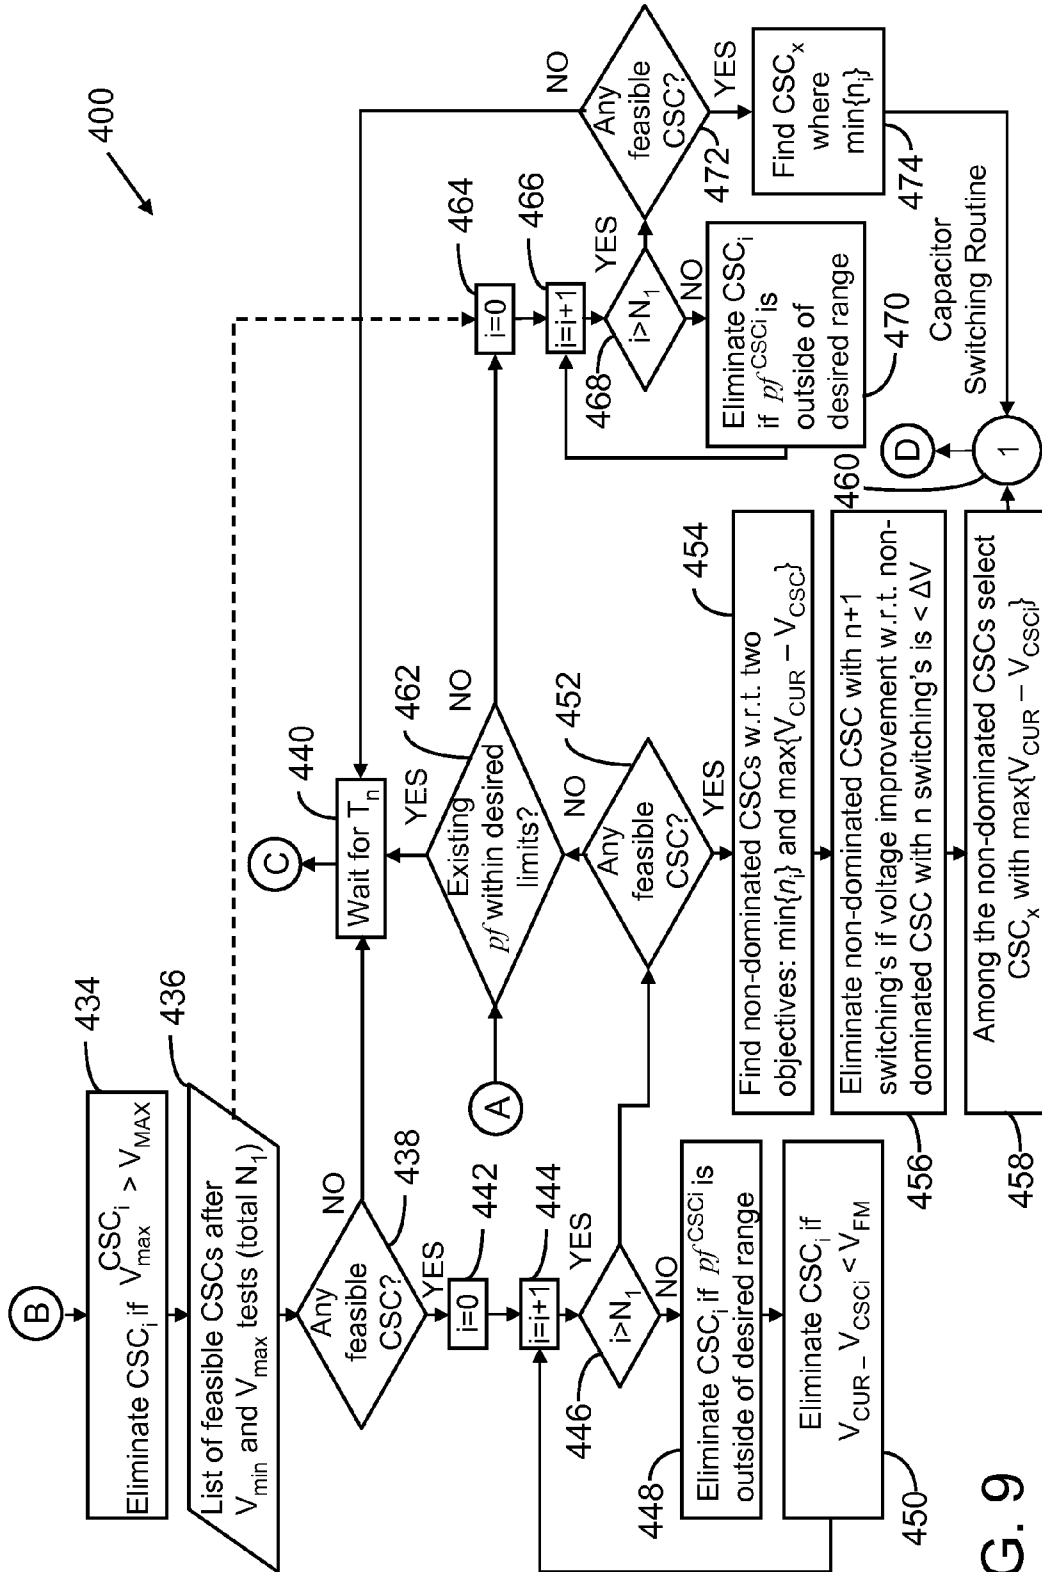 400
B
434
Eliminate CSC_i if V_max^CSC_i > V_MAX
436
List of feasible CSCs after
V_min and V_max tests (total N_1)
Any
feasible
CSC?
438
NO
YES
442
i=0
444
i=i+1
446
i>N_1
YES
NO
448
Eliminate CSC_i if pf^CSCi is
outside of desired range
450
Eliminate CSC_i if
V_CUR – V_CSCi < V_FM
C
440
Wait for T_n
YES
462
Existing
pf within desired
limits?
NO
A
452
Any
feasible
CSC?
NO
YES
454
Find non-dominated CSCs w.r.t. two
objectives: min{n_i} and max{V_CUR – V_CSC}
456
Eliminate non-dominated CSC with n+1
switching's if voltage improvement w.r.t. non-
dominated CSC with n switching's is < ΔV
458
Among the non-dominated CSCs select
CSC_x with max{V_CUR – V_CSCi}
464
i=0
466
i=i+1
468
i>N_1
YES
NO
470
Eliminate CSC_i
if pf^CSCi is
outside of
desired range
472
Any
feasible
CSC?
NO
YES
474
Find CSC_x
where
min{n_i}
Capacitor
Switching Routine
460
1
D
G. 9